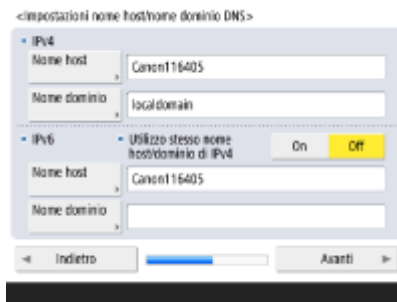 <Impostazioni nome host/nome dominio DNS>
IPv4
Nome host
Canon116405
Nome dominio
localdomain
IPv6
Utilizzo stesso nome
host/dominio di IPv4
On
Off
Nome host
Canon116405
Nome dominio
Indietro
Avanti